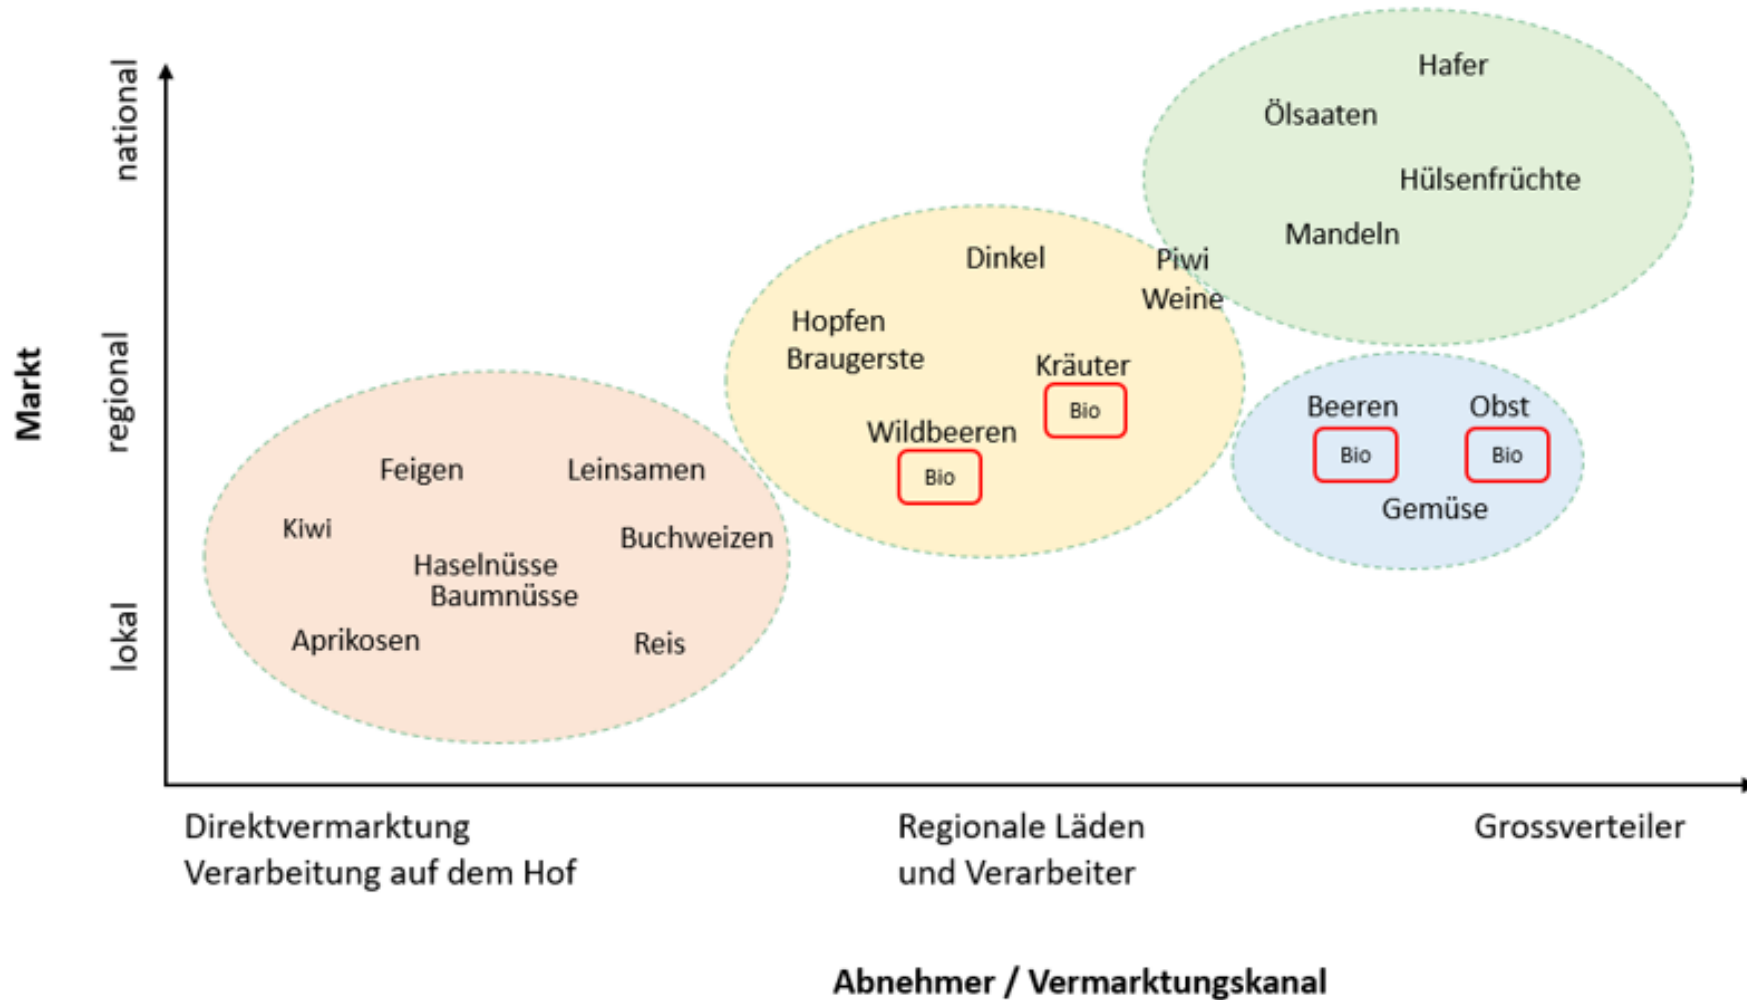 Markt
national
regional
lokal
Hafer
Ölsaaten
Hülsenfrüchte
Mandeln
Dinkel
Piwi
Weine
Hopfen
Braugerste
Kräuter
Bio
Wildbeeren
Bio
Beeren
Obst
Bio
Bio
Gemüse
Feigen
Leinsamen
Kiwi
Buchweizen
Haselnüsse
Baumnüsse
Aprikosen
Reis
Direktvermarktung
Verarbeitung auf dem Hof
Regionale Läden
und Verarbeiter
Grossverteiler
Abnehmer / Vermarktungskanal